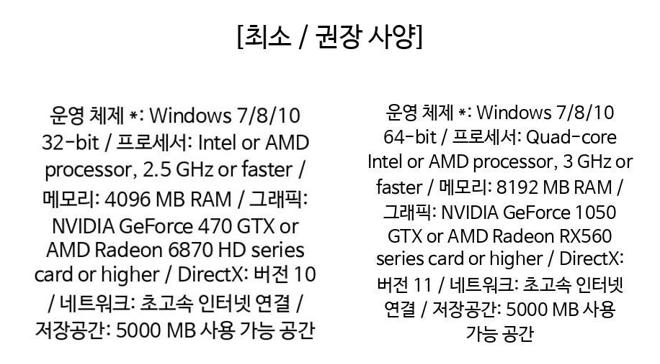 [최소 / 권장 사양]
운영 체제 *: Windows 7/8/10
32-bit / 프로세서: Intel or AMD
processor, 2.5 GHz or faster /
메모리: 4096 MB RAM / 그래픽:
NVIDIA GeForce 470 GTX or
AMD Radeon 6870 HD series
card or higher / DirectX: 버전 10
/ 네트워크: 초고속 인터넷 연결 /
저장공간: 5000 MB 사용 가능 공간
운영 체제 *: Windows 7/8/10
64-bit / 프로세서: Quad-core
Intel or AMD processor, 3 GHz or
faster / 메모리: 8192 MB RAM /
그래픽: NVIDIA GeForce 1050
GTX or AMD Radeon RX560
series card or higher / DirectX:
버전 11 / 네트워크: 초고속 인터넷
연결 / 저장공간: 5000 MB 사용
가능 공간